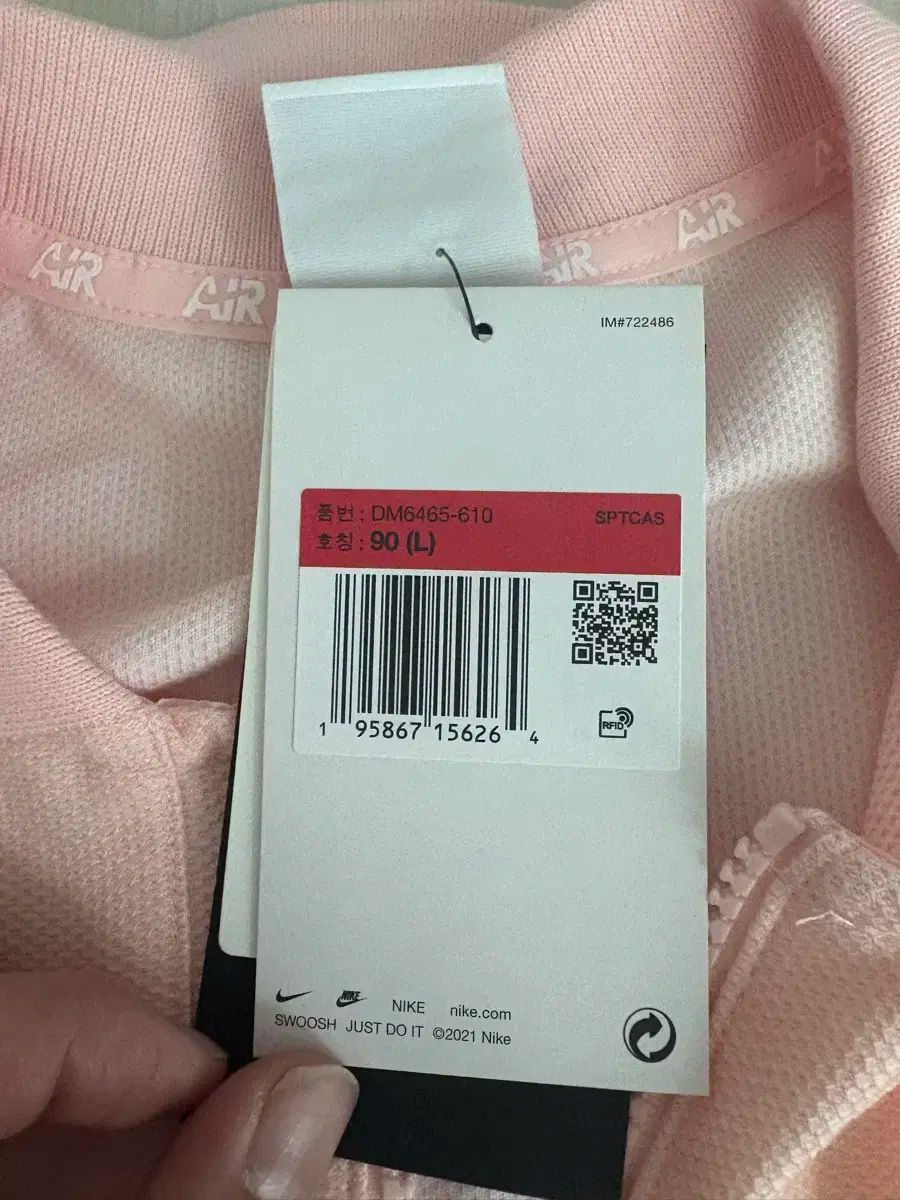 AIR
AIR
AIR
AIR
IM#722486
품번 : DM6465-610
SPTCAS
호칭 : 90 (L)
1 95867 15626 4
RFID
NIKE
NIKE nike.com
SWOOSH JUST DO IT ©2021 Nike